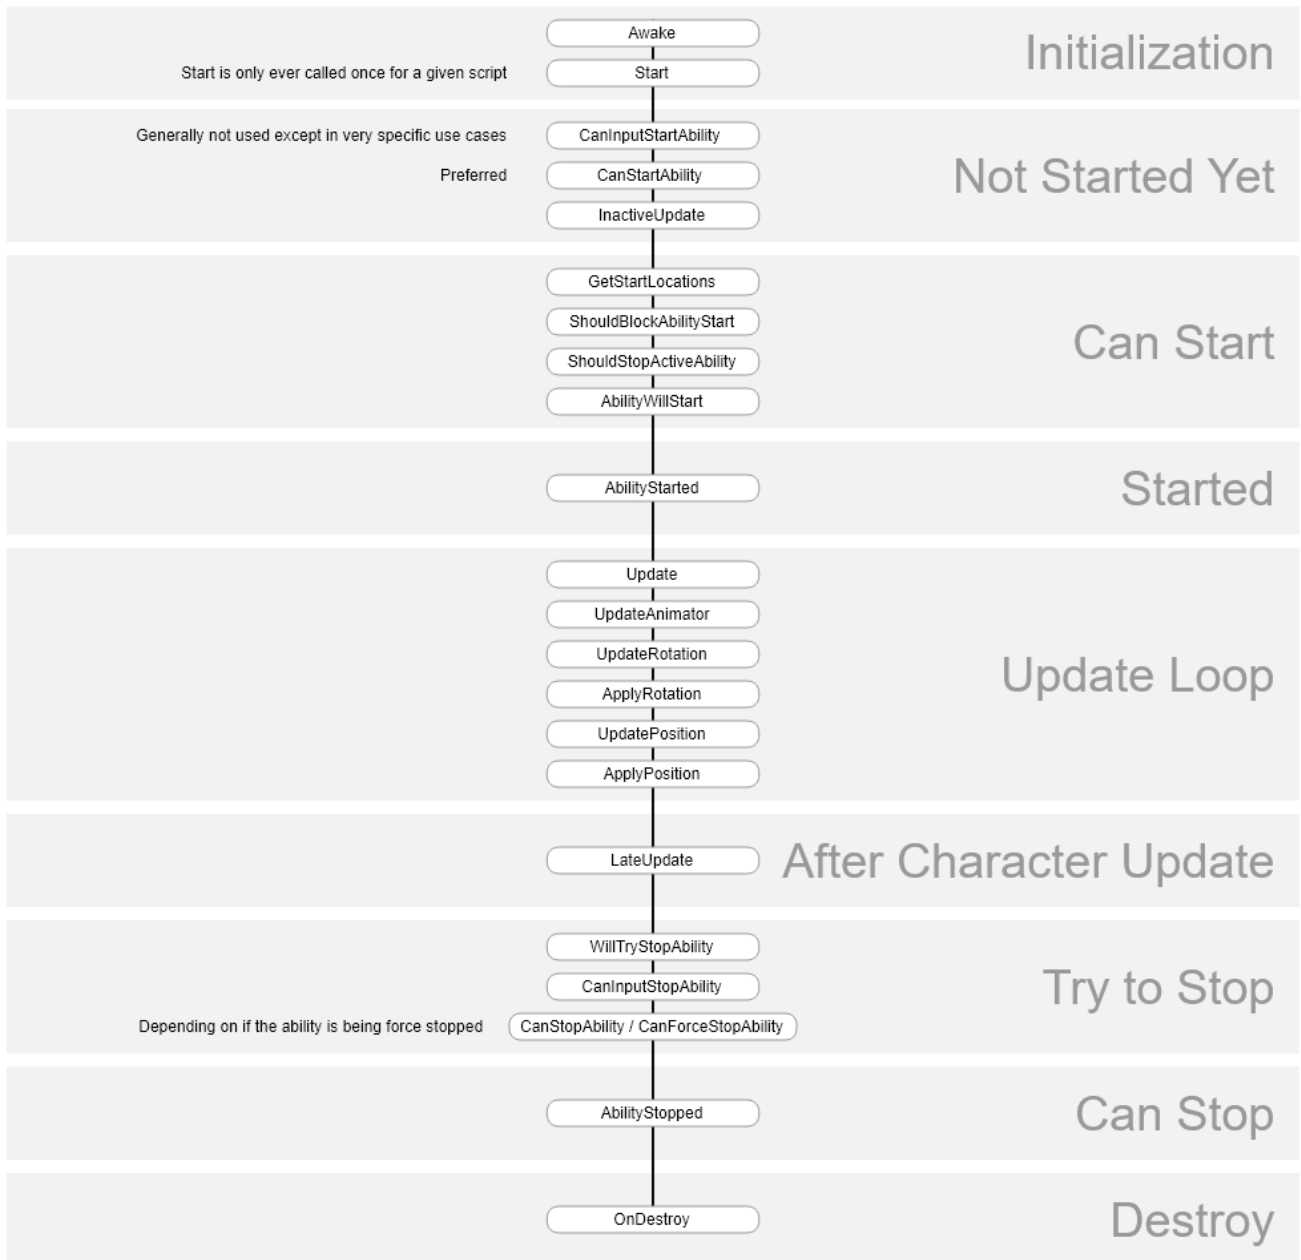 Awake
Initialization
Start is only ever called once for a given script
Start
Generally not used except in very specific use cases
CanInputStartAbility
Preferred
CanStartAbility
Not Started Yet
InactiveUpdate
GetStartLocations
ShouldBlockAbilityStart
Can Start
ShouldStopActiveAbility
AbilityWillStart
AbilityStarted
Started
Update
UpdateAnimator
UpdateRotation
Update Loop
ApplyRotation
UpdatePosition
ApplyPosition
LateUpdate
After Character Update
WillTryStopAbility
CanInputStopAbility
Try to Stop
Depending on if the ability is being force stopped
CanStopAbility / CanForceStopAbility
AbilityStopped
Can Stop
OnDestroy
Destroy